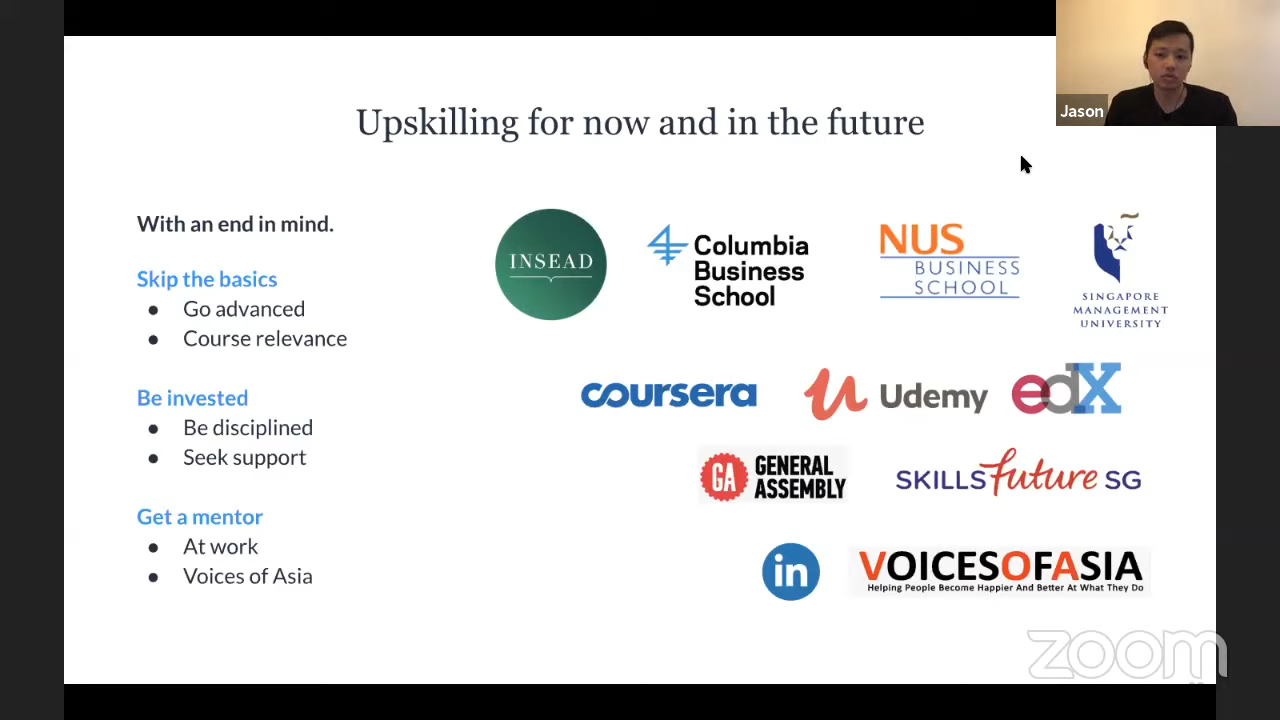 Jason
Upskilling for now and in the future
With an end in mind.
Skip the basics
● Go advanced
● Course relevance
Be invested
● Be disciplined
● Seek support
Get a mentor
● At work
● Voices of Asia
INSEAD
Columbia
Business
School
NUS
BUSINESS
SCHOOL
SINGAPORE
MANAGEMENT
UNIVERSITY
coursera
Udemy
edX
GA
GENERAL
ASSEMBLY
SKILLSfuture SG
in
VOICESOFASIA
Helping People Become Happier And Better At What They Do
zoom